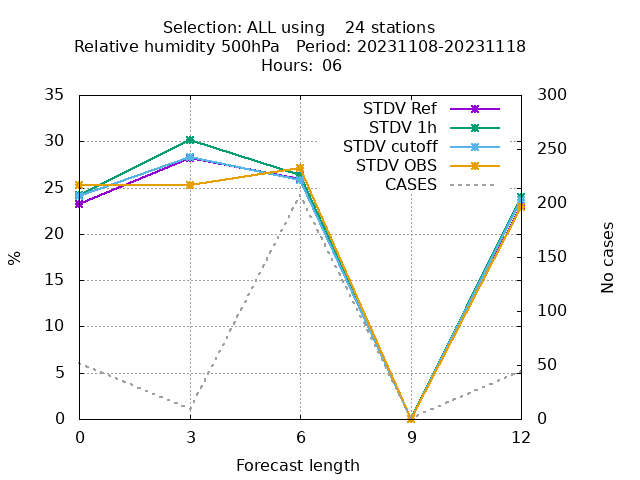 Selection: ALL using    24 stations
Relative humidity 500hPa   Period: 20231108-20231118
Hours:  06
35
30
25
20
15
10
5
0
300
250
200
150
100
50
0
STDV Ref
STDV 1h
STDV cutoff
STDV OBS
CASES
%
No cases
0 3 6 9 12
Forecast length